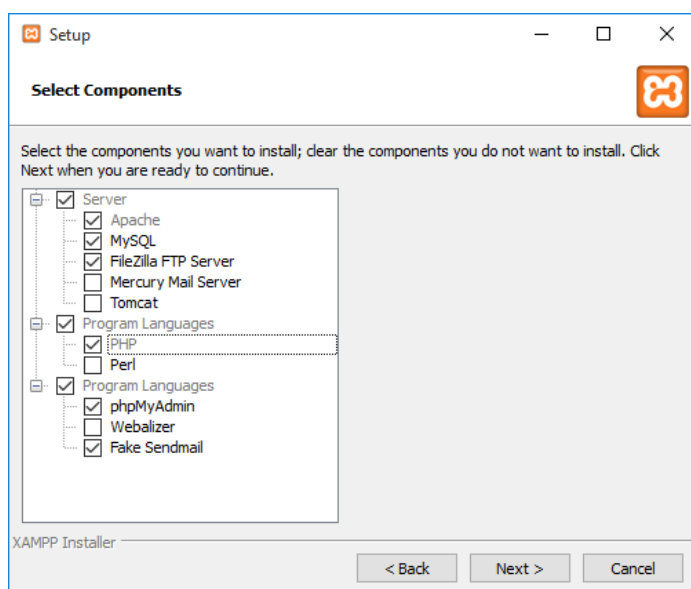 Setup
Select Components
Select the components you want to install; clear the components you do not want to install. Click
Next when you are ready to continue.
Server
Apache
MySQL
FileZilla FTP Server
Mercury Mail Server
Tomcat
Program Languages
PHP
Perl
Program Languages
phpMyAdmin
Webalizer
Fake Sendmail
XAMPP Installer
< Back Next > Cancel